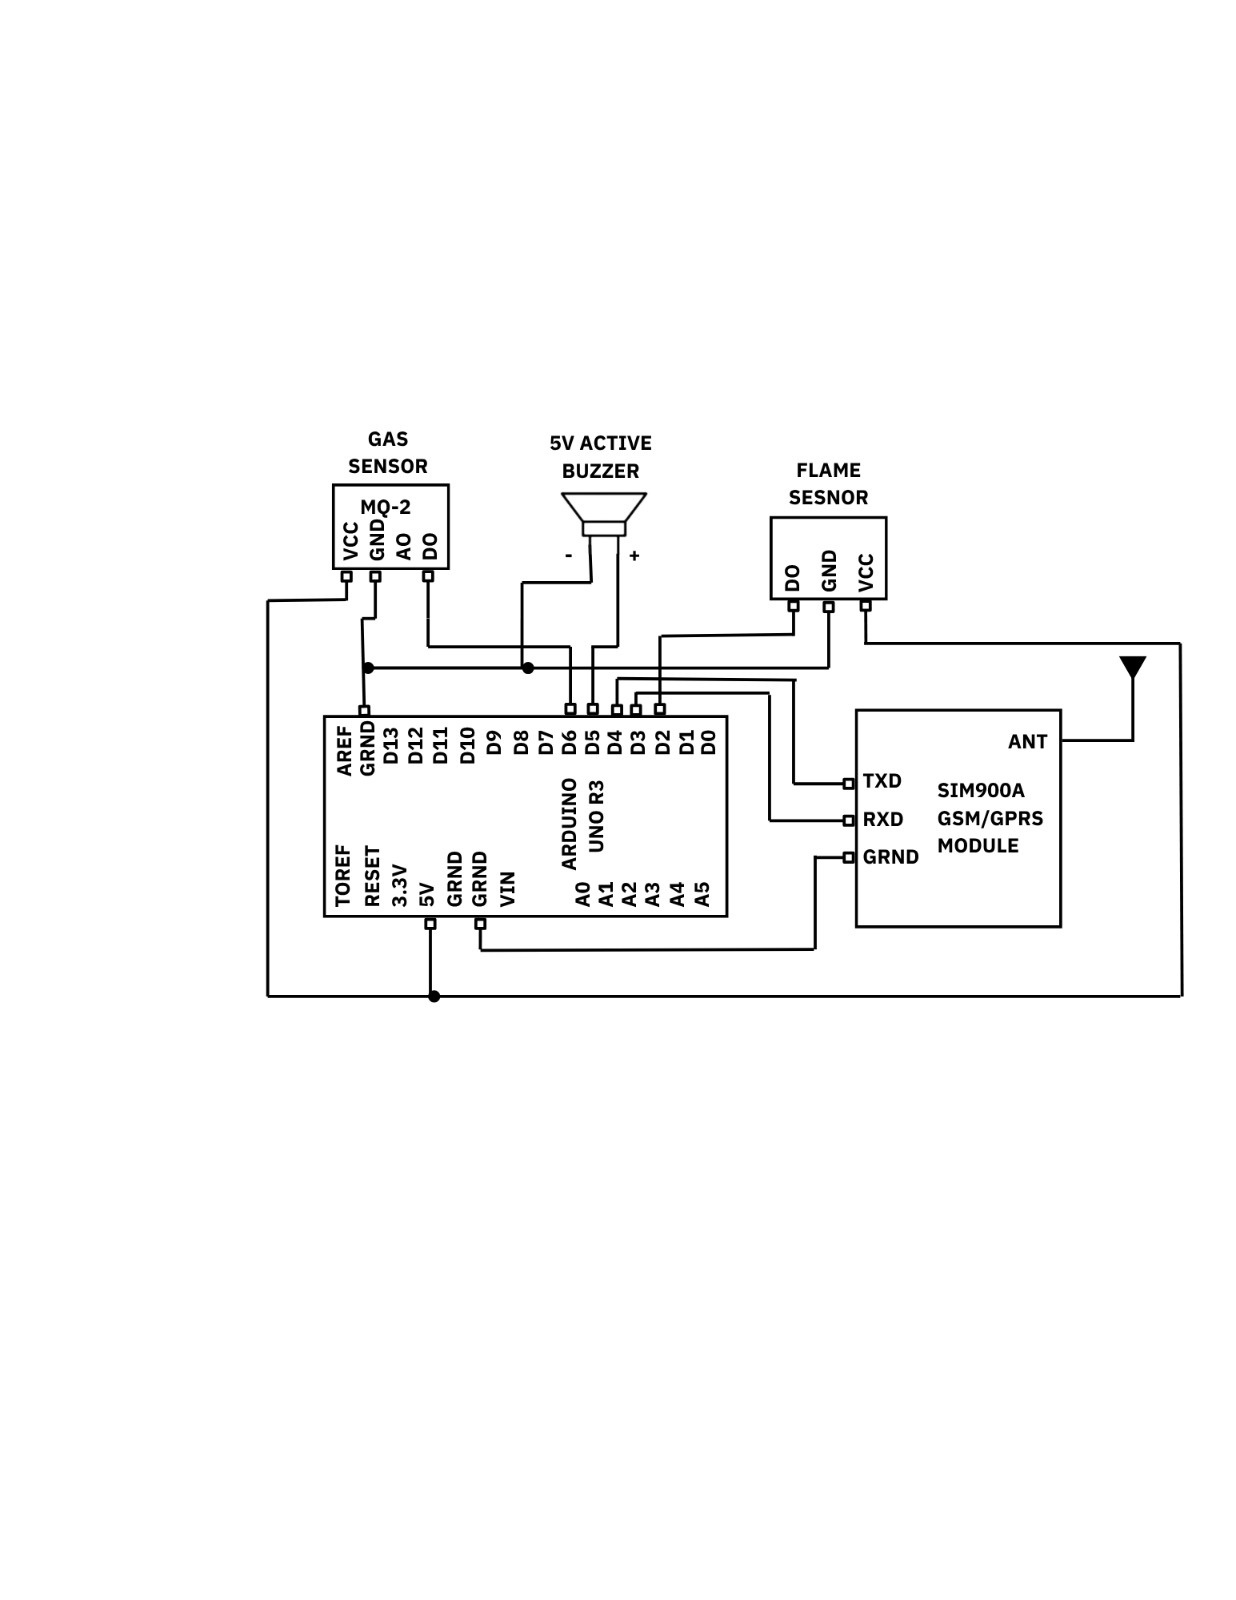 GAS
SENSOR
5V ACTIVE
BUZZER
FLAME
SESNOR
MQ-2
VCC
GND
AO
DO
-
+
DO
GND
VCC
AREF
GRND
D13
D12
D11
D10
D9
D8
D7
D6
D5
D4
D3
D2
D1
D0
ARDUINO
UNO R3
TOREF
RESET
3.3V
5V
GRND
GRND
VIN
A0
A1
A2
A3
A4
A5
ANT
TXD
RXD
GRND
SIM900A
GSM/GPRS
MODULE